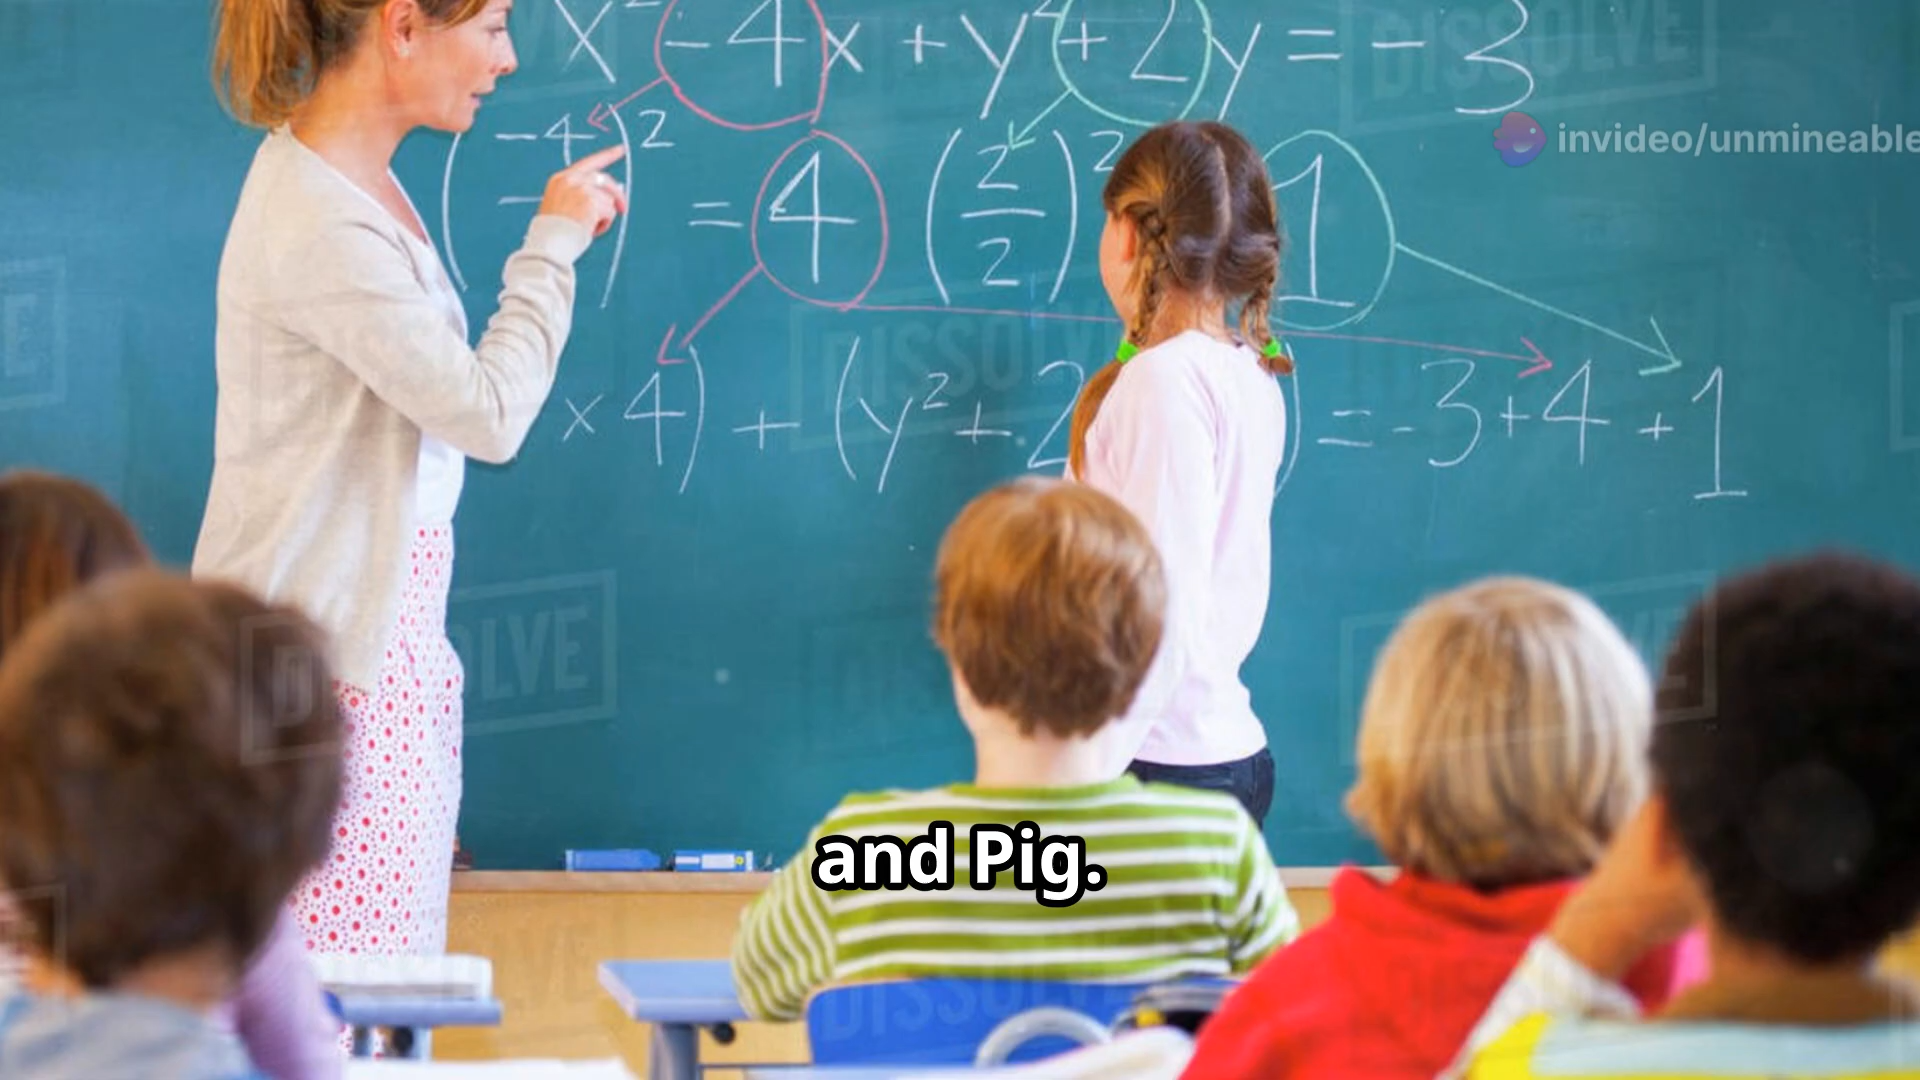 x² - 4x + y² + 2y = -3
invideo/unmineable
(-4)² = 4 (2/2)² 1
x 4) + (y² + 2 ) = -3 + 4 + 1
DISSOLVE
and Pig.